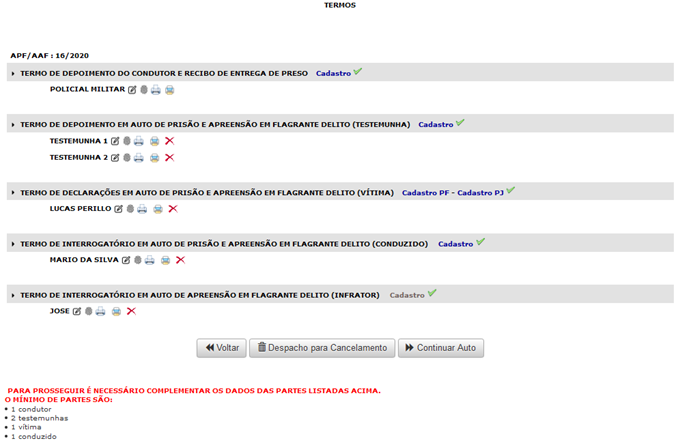 TERMOS
APF/AAF : 16/2020
TERMO DE DEPOIMENTO DO CONDUTOR E RECIBO DE ENTREGA DE PRESO Cadastro
POLICIAL MILITAR
TERMO DE DEPOIMENTO EM AUTO DE PRISÃO E APREENSÃO EM FLAGRANTE DELITO (TESTEMUNHA) Cadastro
TESTEMUNHA 1
TESTEMUNHA 2
TERMO DE DECLARAÇÕES EM AUTO DE PRISÃO E APREENSÃO EM FLAGRANTE DELITO (VÍTIMA) Cadastro PF - Cadastro PJ
LUCAS PERILLO
TERMO DE INTERROGATÓRIO EM AUTO DE PRISÃO E APREENSÃO EM FLAGRANTE DELITO (CONDUZIDO) Cadastro
MARIO DA SILVA
TERMO DE INTERROGATÓRIO EM AUTO DE APREENSÃO EM FLAGRANTE DELITO (INFRATOR) Cadastro
JOSE
Voltar Despacho para Cancelamento Continuar Auto
PARA PROSSEGUIR É NECESSÁRIO COMPLEMENTAR OS DADOS DAS PARTES LISTADAS ACIMA.
O MÍNIMO DE PARTES SÃO:
• 1 condutor
• 2 testemunhas
• 1 vítima
• 1 conduzido